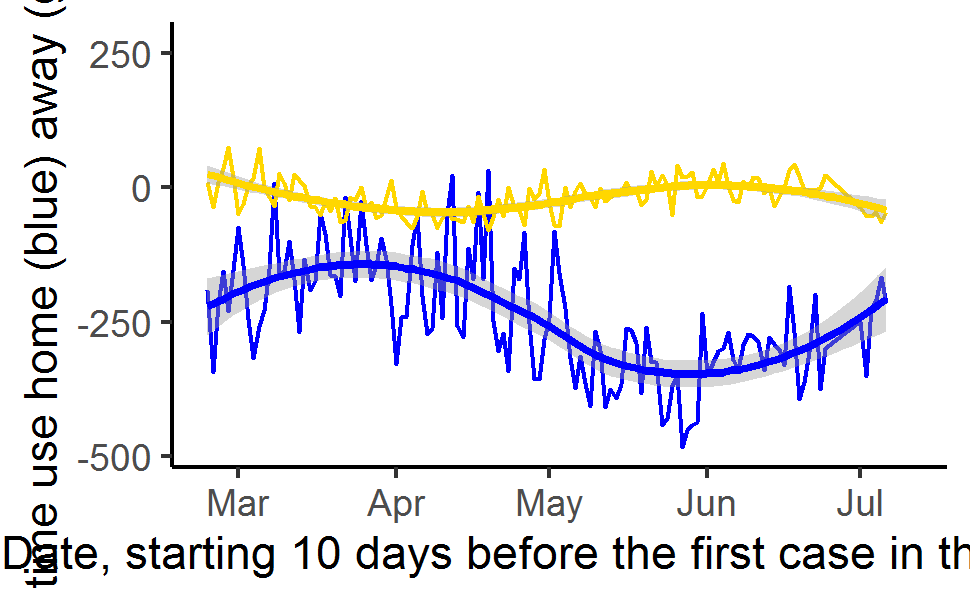 time use home (blue) away (
250
0
-250
-500
Mar Apr May Jun Jul
Date, starting 10 days before the first case in th